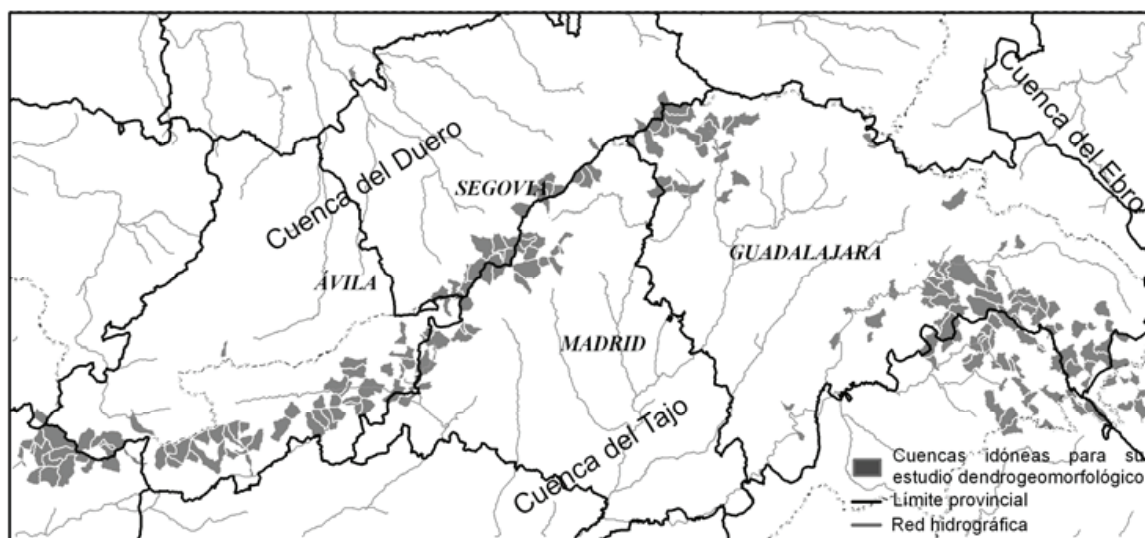 Cuenca del Duero
Cuenca del Ebro
SEGOVIA
GUADALAJARA
ÁVILA
MADRID
Cuenca del Tajo
Cuencas idóneas para su
estudio dendrogeomorfológico
Límite provincial
Red hidrográfica